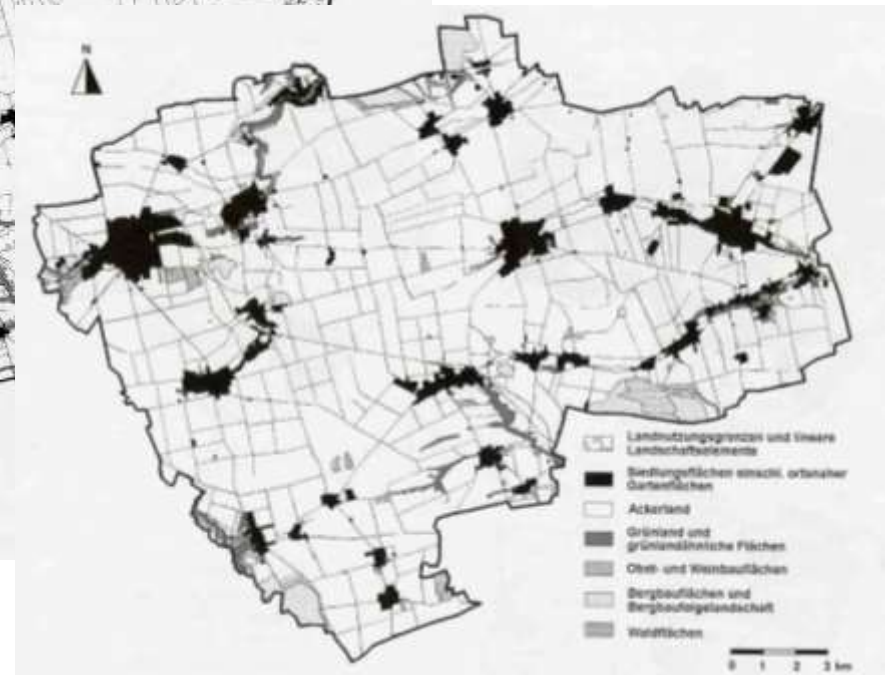 N
Landnutzungsgrenzen und lineare
Landschaftselemente
Siedlungsflächen einschl. ortsnaher
Gartenflächen
Ackerland
Grünland und
grünlandähnliche Flächen
Obst- und Weinbauflächen
Bergbauflächen und
Bergbaufolgelandschaft
Waldflächen
0 1 2 3 km